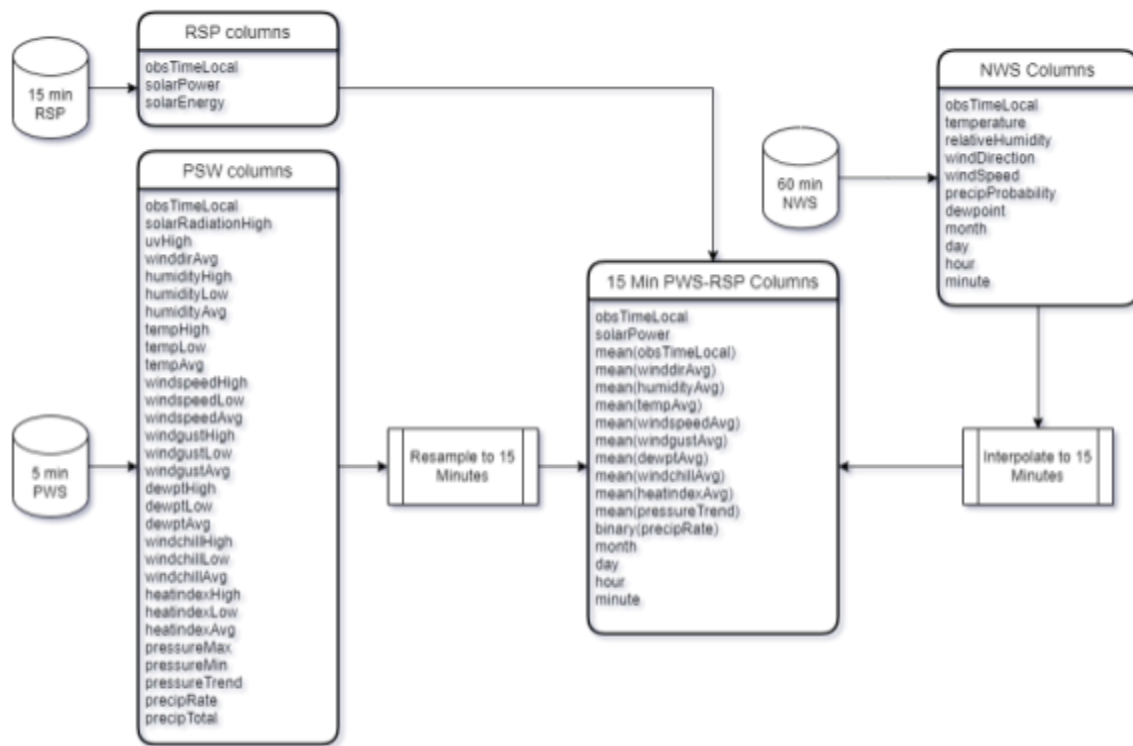 15 min
RSP
RSP columns
obsTimeLocal
solarPower
solarEnergy
5 min
PWS
PSW columns
obsTimeLocal
solarRadiationHigh
uvHigh
winddirAvg
humidityHigh
humidityLow
humidityAvg
tempHigh
tempLow
tempAvg
windspeedHigh
windspeedLow
windspeedAvg
windgustHigh
windgustLow
windgustAvg
dewptHigh
dewptLow
dewptAvg
windchillHigh
windchillLow
windchillAvg
heatindexHigh
heatindexLow
heatindexAvg
pressureMax
pressureMin
pressureTrend
precipRate
precipTotal
Resample to 15
Minutes
15 Min PWS-RSP Columns
obsTimeLocal
solarPower
mean(obsTimeLocal)
mean(winddirAvg)
mean(humidityAvg)
mean(tempAvg)
mean(windspeedAvg)
mean(windgustAvg)
mean(dewptAvg)
mean(windchillAvg)
mean(heatindexAvg)
mean(pressureTrend)
binary(precipRate)
month
day
hour
minute
60 min
NWS
NWS Columns
obsTimeLocal
temperature
relativeHumidity
windDirection
windSpeed
precipProbability
dewpoint
month
day
hour
minute
Interpolate to 15
Minutes